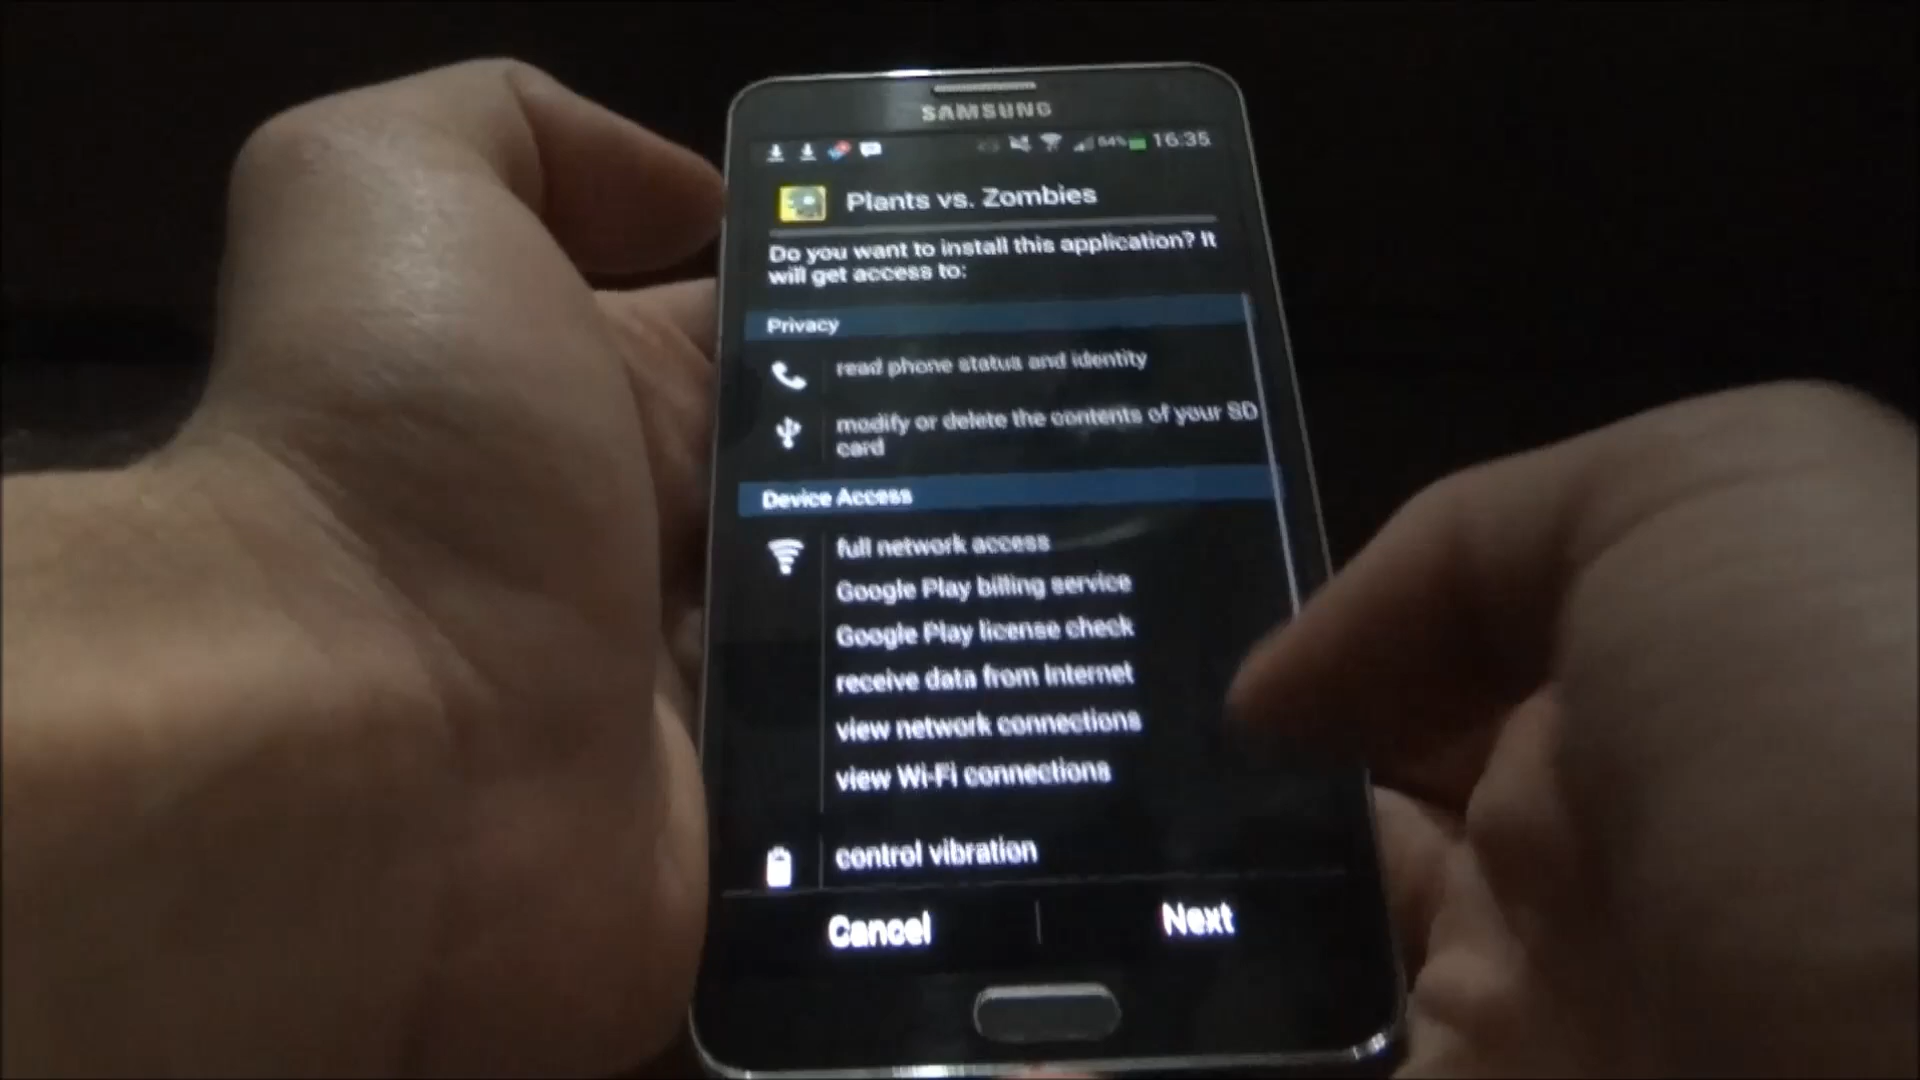 SAMSUNG
84% 16:35
Plants vs. Zombies
Do you want to install this application? It
will get access to:
Privacy
read phone status and identity
modify or delete the contents of your SD
card
Device Access
full network access
Google Play billing service
Google Play license check
receive data from Internet
view network connections
view Wi-Fi connections
control vibration
Cancel
Next